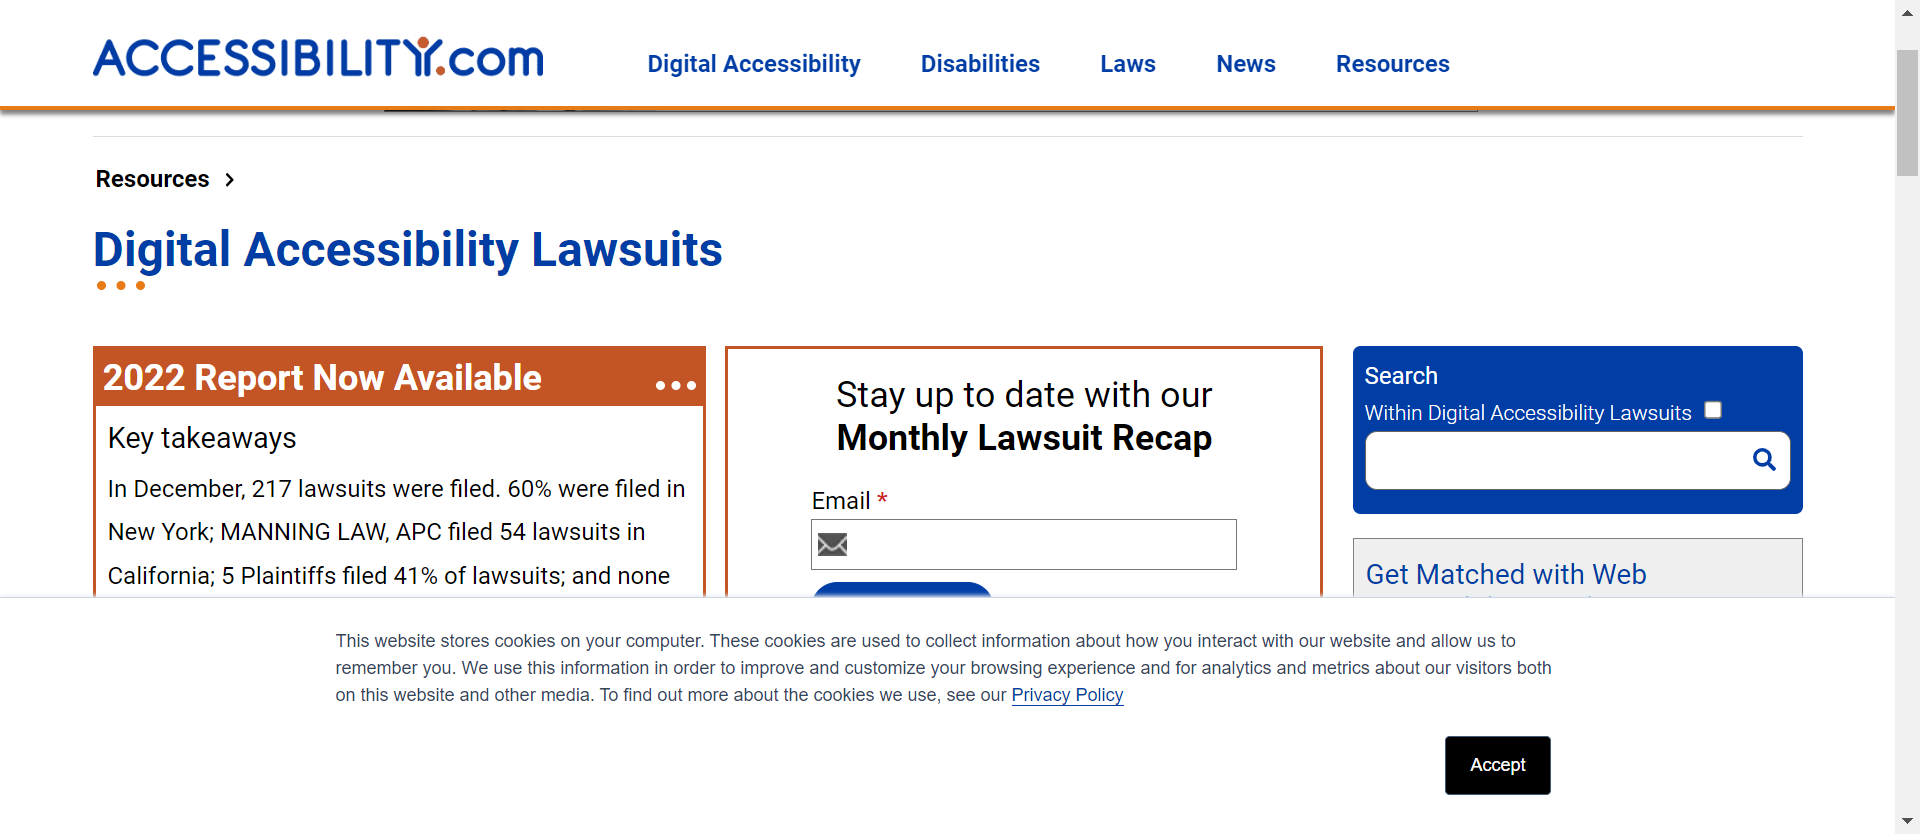 ACCESSIBILITY.com
Digital Accessibility
Disabilities
Laws
News
Resources
Resources
Digital Accessibility Lawsuits
2022 Report Now Available
Key takeaways
In December, 217 lawsuits were filed. 60% were filed in
New York; MANNING LAW, APC filed 54 lawsuits in
California; 5 Plaintiffs filed 41% of lawsuits; and none
Stay up to date with our
Monthly Lawsuit Recap
Email *
Search
Within Digital Accessibility Lawsuits
Get Matched with Web
This website stores cookies on your computer. These cookies are used to collect information about how you interact with our website and allow us to
remember you. We use this information in order to improve and customize your browsing experience and for analytics and metrics about our visitors both
on this website and other media. To find out more about the cookies we use, see our Privacy Policy
Accept